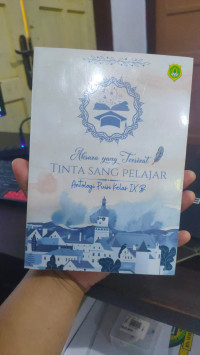 Aksara yang Tersirat
TINTA SANG PELAJAR
Antologi Puisi Kelas IX B